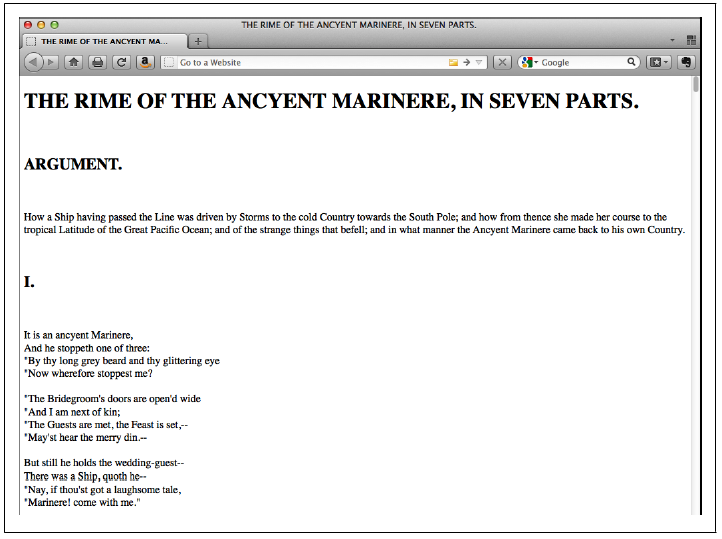 THE RIME OF THE ANCYENT MARINERE, IN SEVEN PARTS.
THE RIME OF THE ANCYENT MA...
Go to a Website
Google
THE RIME OF THE ANCYENT MARINERE, IN SEVEN PARTS.
ARGUMENT.
How a Ship having passed the Line was driven by Storms to the cold Country towards the South Pole; and how from thence she made her course to the
tropical Latitude of the Great Pacific Ocean; and of the strange things that befell; and in what manner the Ancyent Marinere came back to his own Country.
I.
It is an ancyent Marinere,
And he stoppeth one of three:
"By thy long grey beard and thy glittering eye
"Now wherefore stoppest me?
"The Bridegroom's doors are open'd wide
"And I am next of kin;
"The Guests are met, the Feast is set,--
"May'st hear the merry din.--
But still he holds the wedding-guest--
There was a Ship, quoth he--
"Nay, if thou'st got a laughsome tale,
"Marinere! come with me."